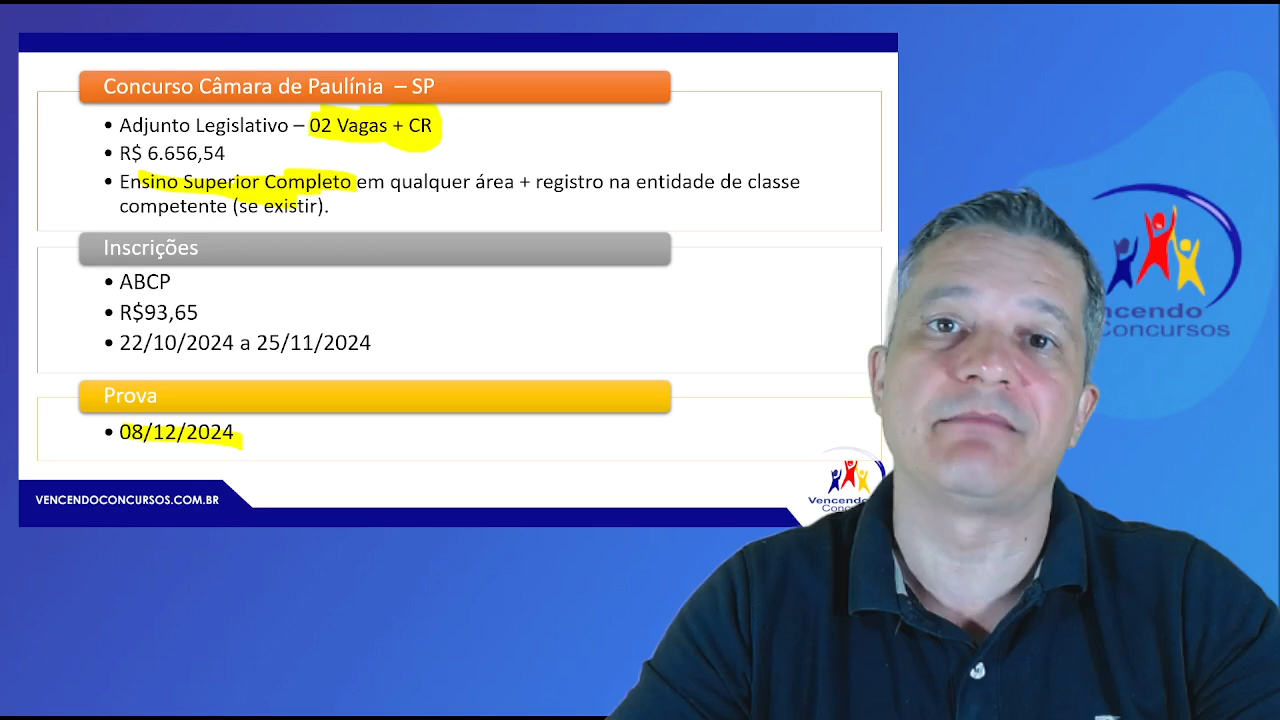 Concurso Câmara de Paulínia – SP
• Adjunto Legislativo – 02 Vagas + CR
• R$ 6.656,54
• Ensino Superior Completo em qualquer área + registro na entidade de classe
competente (se existir).
Inscrições
• ABCP
• R$93,65
• 22/10/2024 a 25/11/2024
Prova
• 08/12/2024
VENCENDOCONCURSOS.COM.BR
Vencendo
Conc
ncendo
Concursos